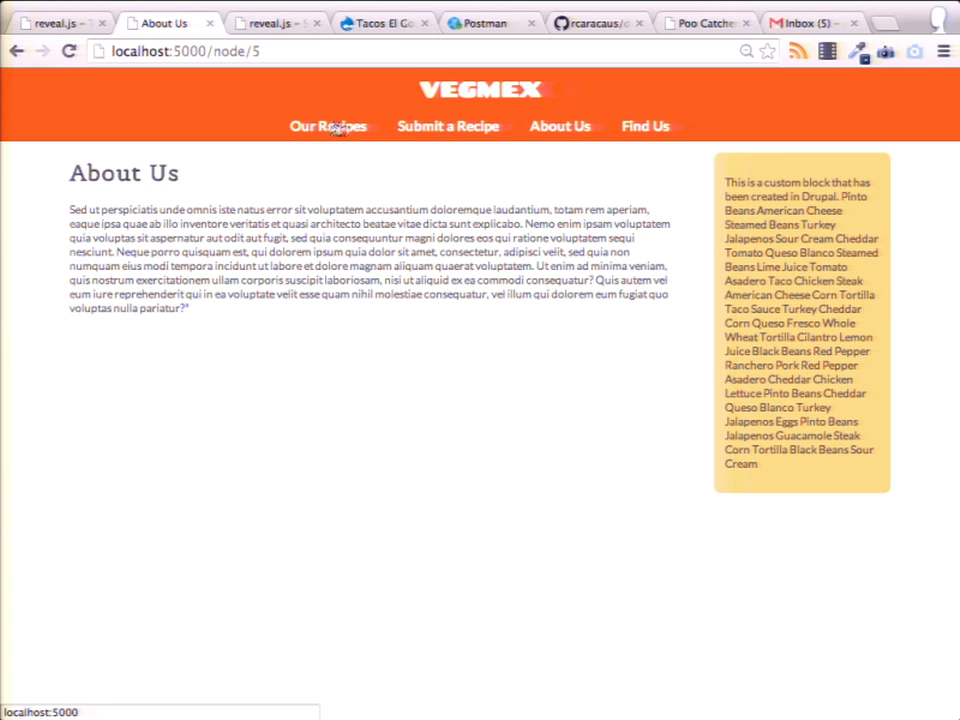 reveal.js – T
About Us
reveal.js – S
Tacos El Go
Postman
rcaracaus/c
Poo Catche
Inbox (5) –
localhost:5000/node/5
VEGMEX
Our Recipes
Submit a Recipe
About Us
Find Us
About Us
Sed ut perspiciatis unde omnis iste natus error sit voluptatem accusantium doloremque laudantium, totam rem aperiam,
eaque ipsa quae ab illo inventore veritatis et quasi architecto beatae vitae dicta sunt explicabo. Nemo enim ipsam voluptatem
quia voluptas sit aspernatur aut odit aut fugit, sed quia consequuntur magni dolores eos qui ratione voluptatem sequi
nesciunt. Neque porro quisquam est, qui dolorem ipsum quia dolor sit amet, consectetur, adipisci velit, sed quia non
numquam eius modi tempora incidunt ut labore et dolore magnam aliquam quaerat voluptatem. Ut enim ad minima veniam,
quis nostrum exercitationem ullam corporis suscipit laboriosam, nisi ut aliquid ex ea commodi consequatur? Quis autem vel
eum iure reprehenderit qui in ea voluptate velit esse quam nihil molestiae consequatur, vel illum qui dolorem eum fugiat quo
voluptas nulla pariatur?"
This is a custom block that has
been created in Drupal. Pinto
Beans American Cheese
Steamed Beans Turkey
Jalapenos Sour Cream Cheddar
Tomato Queso Blanco Steamed
Beans Lime Juice Tomato
Asadero Taco Chicken Steak
American Cheese Corn Tortilla
Taco Sauce Turkey Cheddar
Corn Queso Fresco Whole
Wheat Tortilla Cilantro Lemon
Juice Black Beans Red Pepper
Ranchero Pork Red Pepper
Asadero Cheddar Chicken
Lettuce Pinto Beans Cheddar
Queso Blanco Turkey
Jalapenos Eggs Pinto Beans
Jalapenos Guacamole Steak
Corn Tortilla Black Beans Sour
Cream
localhost:5000